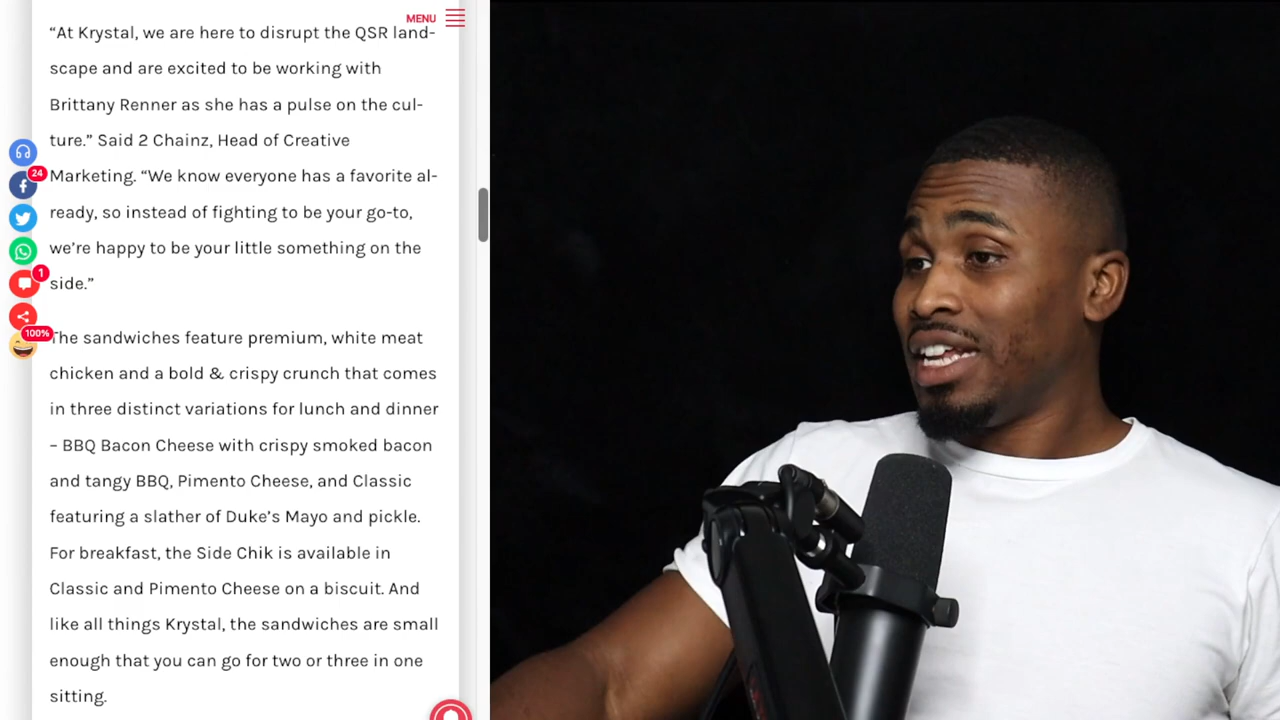 MENU
“At Krystal, we are here to disrupt the QSR land-
scape and are excited to be working with
Brittany Renner as she has a pulse on the cul-
ture.” Said 2 Chainz, Head of Creative
Marketing. “We know everyone has a favorite al-
ready, so instead of fighting to be your go-to,
we’re happy to be your little something on the
side.”
24
1
100%
The sandwiches feature premium, white meat
chicken and a bold & crispy crunch that comes
in three distinct variations for lunch and dinner
– BBQ Bacon Cheese with crispy smoked bacon
and tangy BBQ, Pimento Cheese, and Classic
featuring a slather of Duke’s Mayo and pickle.
For breakfast, the Side Chik is available in
Classic and Pimento Cheese on a biscuit. And
like all things Krystal, the sandwiches are small
enough that you can go for two or three in one
sitting.